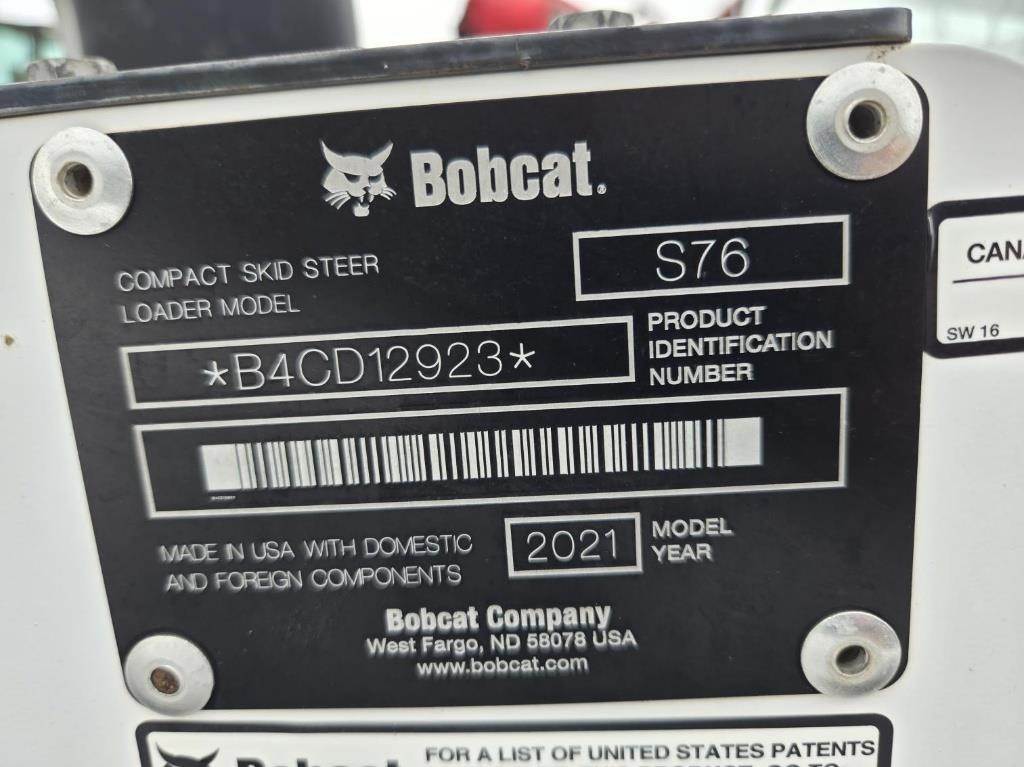 Bobcat.
COMPACT SKID STEER
LOADER MODEL
S76
*B4CD12923*
PRODUCT
IDENTIFICATION
NUMBER
MADE IN USA WITH DOMESTIC
AND FOREIGN COMPONENTS
2021
MODEL
YEAR
Bobcat Company
West Fargo, ND 58078 USA
www.bobcat.com
CAN
SW 16
Bobcat
FOR A LIST OF UNITED STATES PATENTS